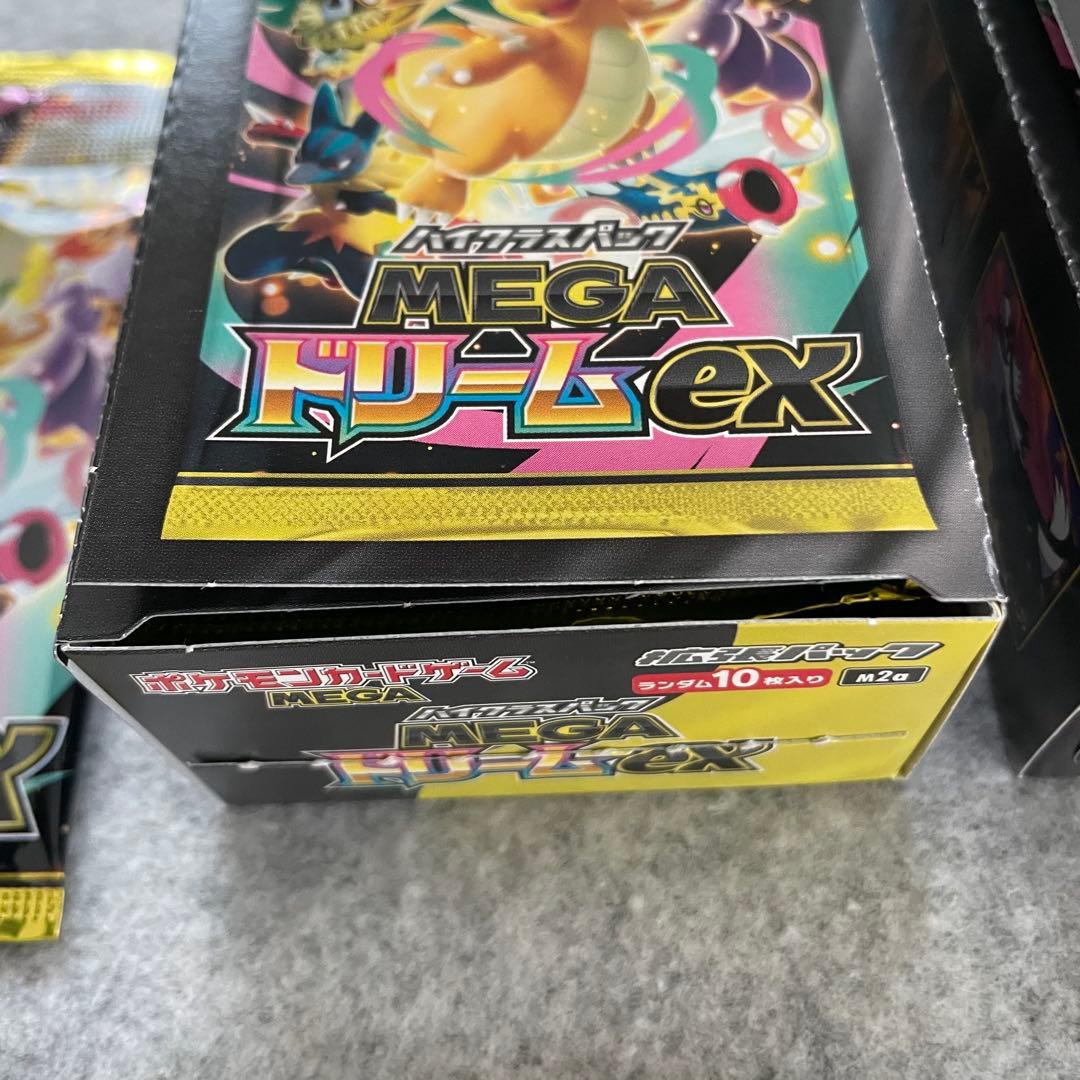 ハイクラスパック
MEGA
ドリームex
ポケモンカードゲーム
MEGA
拡張パック
ランダム10枚入り
M2a
ハイクラスパック
MEGA
ドリームex